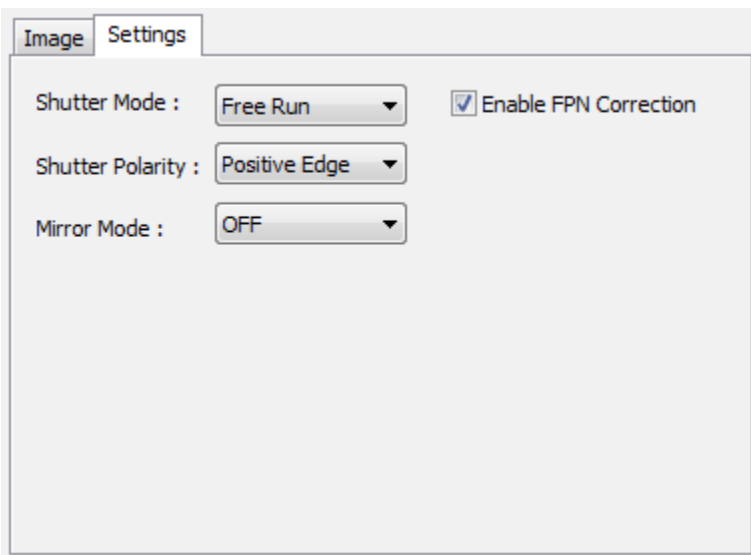 Image Settings
Shutter Mode : Free Run Enable FPN Correction
Shutter Polarity : Positive Edge
Mirror Mode : OFF